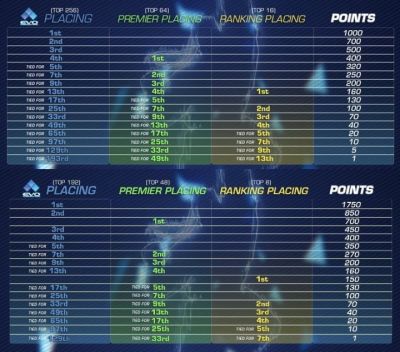 (TOP 256) (TOP 64) (TOP 16)
EVO PLACING PREMIER PLACING RANKING PLACING POINTS
1st 1000
2nd 700
3rd 500
4th 1st 400
TIED FOR 5th 320
TIED FOR 7th 2nd 250
TIED FOR 9th 3rd 200
TIED FOR 13th 4th 1st 160
TIED FOR 17th TIED FOR 5th 130
TIED FOR 25th TIED FOR 7th 2nd 100
TIED FOR 33rd TIED FOR 9th 3rd 70
TIED FOR 49th TIED FOR 13th 4th 40
TIED FOR 65th TIED FOR 17th TIED FOR 5th 20
TIED FOR 97th TIED FOR 25th TIED FOR 7th 10
TIED FOR 129th TIED FOR 33rd TIED FOR 9th 5
TIED FOR 193rd TIED FOR 49th TIED FOR 13th 1
(TOP 192) (TOP 48) (TOP 8)
EVO PLACING PREMIER PLACING RANKING PLACING POINTS
1st 1750
2nd 850
1st 700
3rd 450
4th 400
TIED FOR 5th 350
TIED FOR 7th 2nd 270
TIED FOR 9th 3rd 200
TIED FOR 13th 4th 160
1st 150
TIED FOR 17th TIED FOR 5th 130
TIED FOR 25th TIED FOR 7th 100
TIED FOR 33rd TIED FOR 9th 2nd 70
TIED FOR 49th TIED FOR 13th 3rd 40
TIED FOR 65th TIED FOR 17th 4th 20
TIED FOR 97th TIED FOR 25th TIED FOR 5th 10
TIED FOR 129th TIED FOR 33rd TIED FOR 7th 1